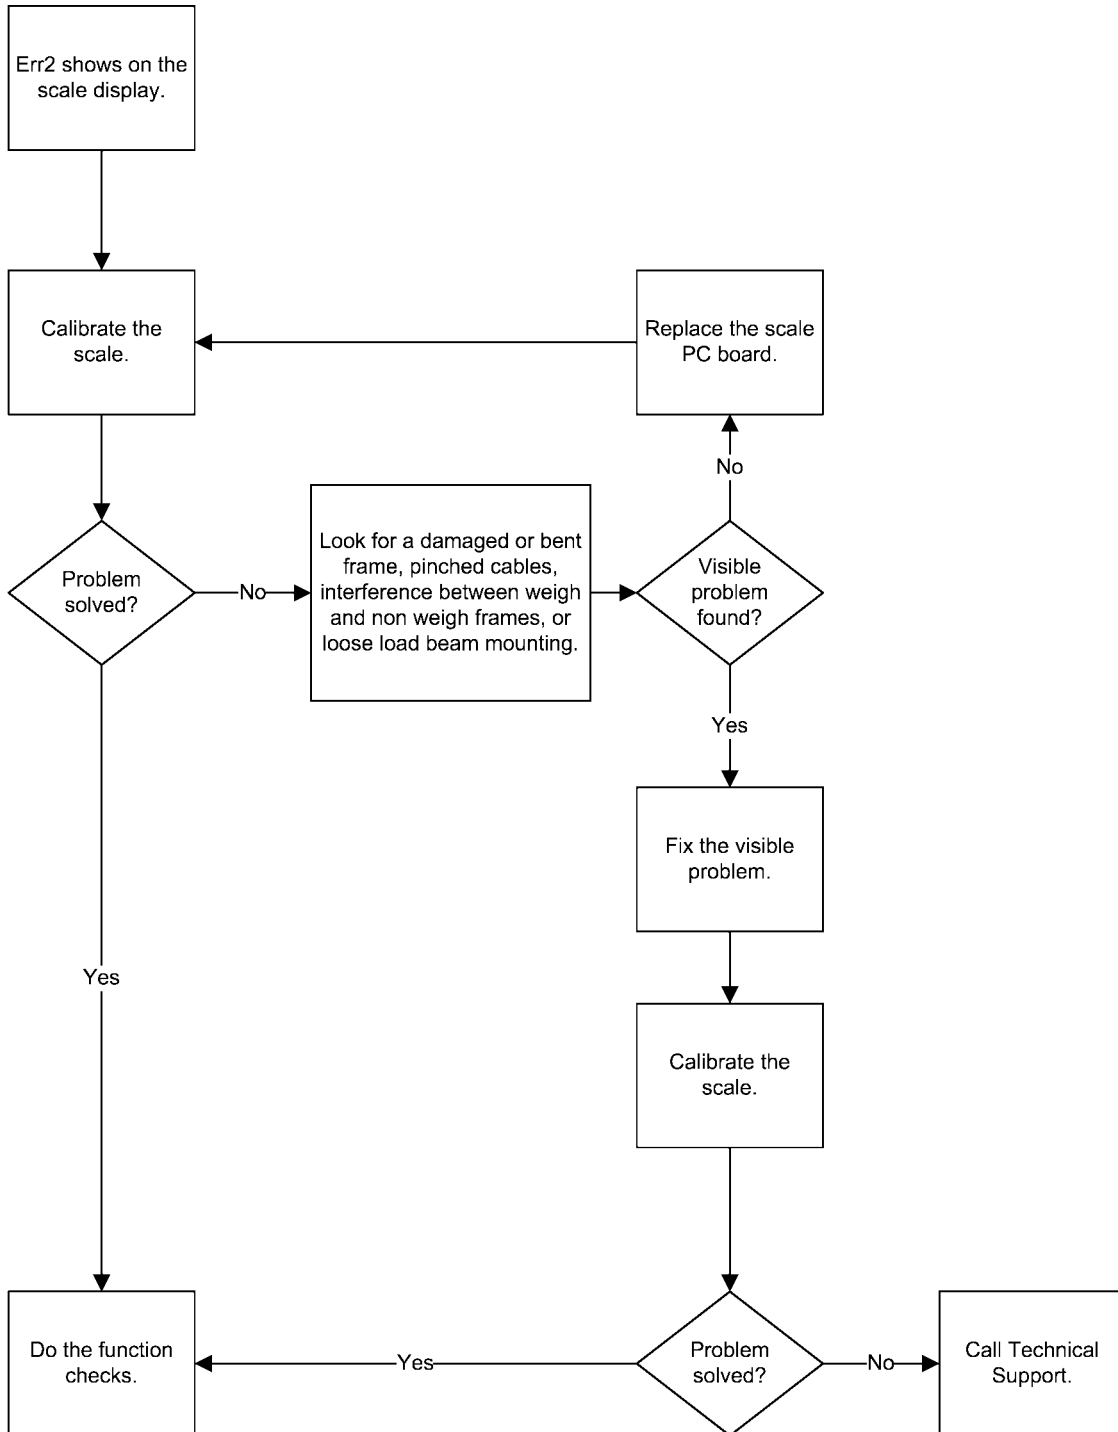 Err2 shows on the
scale display.
Calibrate the
scale.
Replace the scale
PC board.
No
Problem
solved?
No
Look for a damaged or bent
frame, pinched cables,
interference between weigh
and non weigh frames, or
loose load beam mounting.
Visible
problem
found?
Yes
Fix the visible
problem.
Yes
Calibrate the
scale.
Do the function
checks.
Yes
Problem
solved?
No
Call Technical
Support.